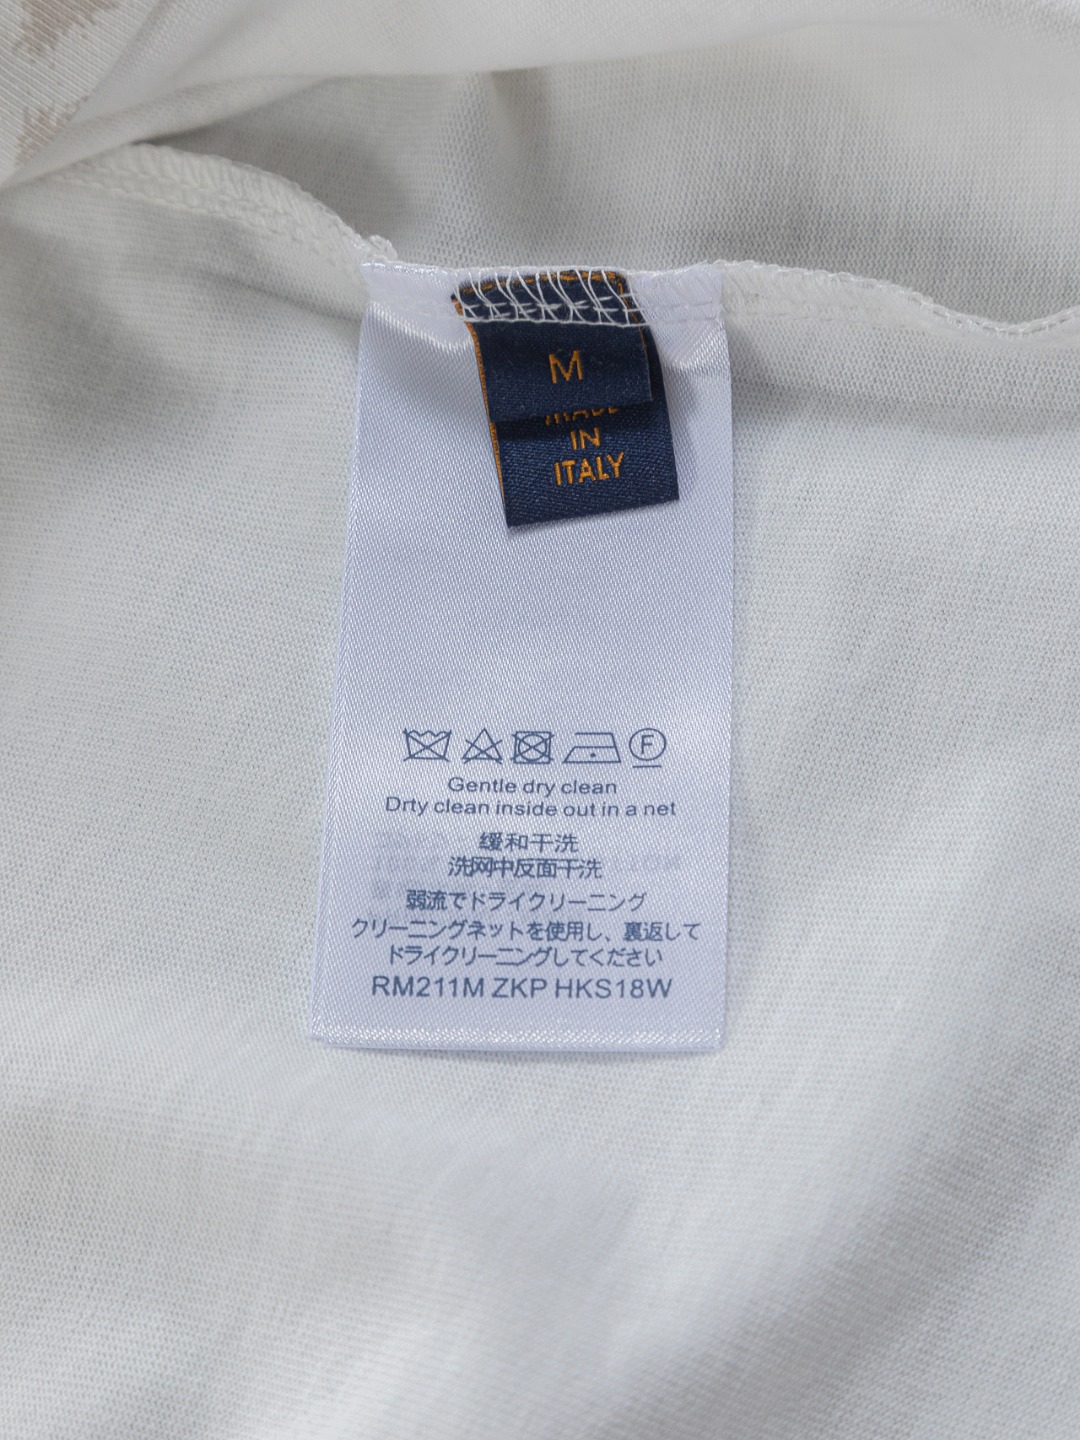 M
MADE
IN
ITALY
F
Gentle dry clean
Drty clean inside out in a net
缓和干洗
洗网中反面干洗
弱流でドライクリーニング
クリーニングネットを使用し、裏返して
ドライクリーニングしてください
RM211M ZKP HKS18W